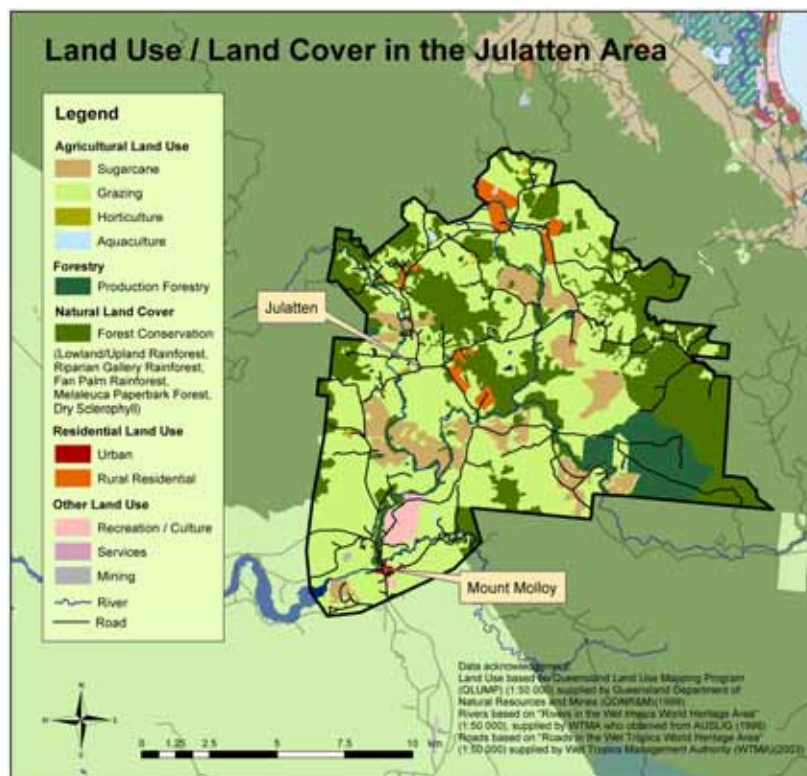 Land Use / Land Cover in the Julatten Area
Legend
Agricultural Land Use
Sugarcane
Grazing
Horticulture
Aquaculture
Forestry
Production Forestry
Natural Land Cover
Forest Conservation
(Lowland/Upland Rainforest,
Riparian Gallery Rainforest,
Fan Palm Rainforest,
Melaleuca Paperbark Forest,
Dry Sclerophyll)
Residential Land Use
Urban
Rural Residential
Other Land Use
Recreation / Culture
Services
Mining
River
Road
Julatten
Mount Molloy
N
W
E
S
0 1.25 2.5 5 7.5 10 km
Data acknowledgement:
Land Use based on Queensland Land Use Mapping Program
(QLUMP) (1:50 000) supplied by Queensland Department of
Natural Resources and Mines (QDNR&M)(1999)
Rivers based on "Rivers in the Wet Tropics World Heritage Area"
(1:50 000), supplied by WTMA who obtained from AUSLIG (1996)
Roads based on "Roads in the Wet Tropics World Heritage Area"
(1:50 000) supplied by Wet Tropics Management Authority (WTMA)(2003)